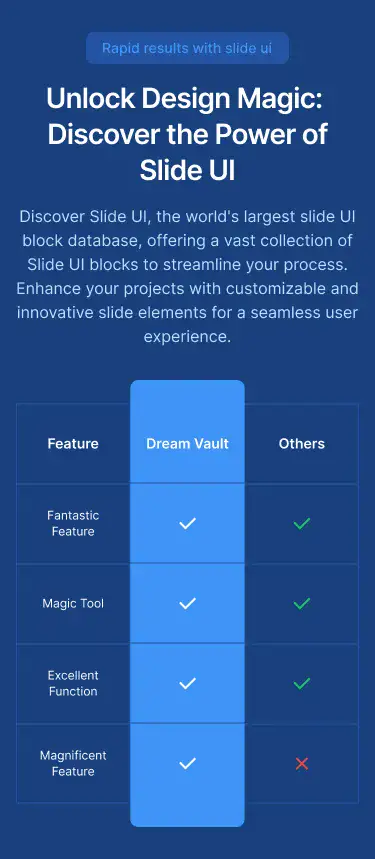 Rapid results with slide ui
Unlock Design Magic:
Discover the Power of
Slide UI
Discover Slide UI, the world's largest slide UI
block database, offering a vast collection of
Slide UI blocks to streamline your process.
Enhance your projects with customizable and
innovative slide elements for a seamless user
experience.
Feature Dream Vault Others
Fantastic
Feature
Magic Tool
Excellent
Function
Magnificent
Feature